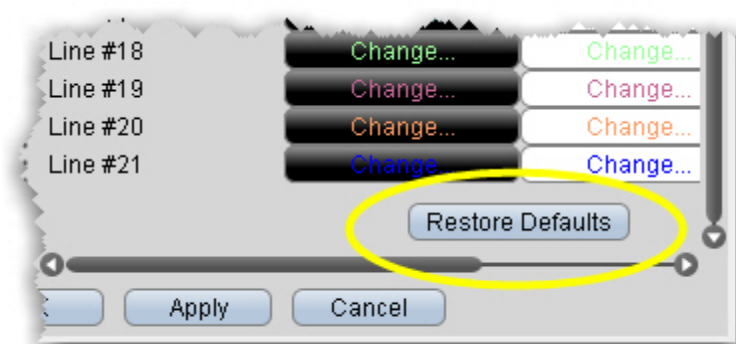 Line #18 Change... Change...
Line #19 Change... Change...
Line #20 Change... Change...
Line #21 Change... Change...
Restore Defaults
Apply Cancel